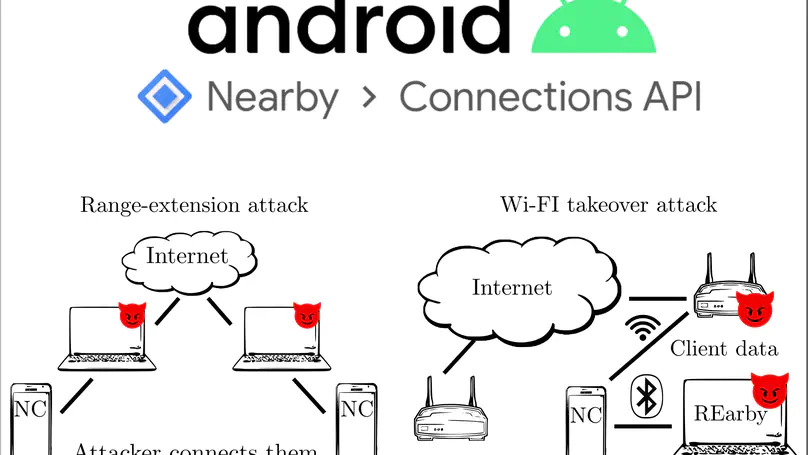 android
Nearby > Connections API
Range-extension attack
Wi-FI takeover attack
Internet
Internet
Client data
NC
NC
NC
REarby
Attacker connects them